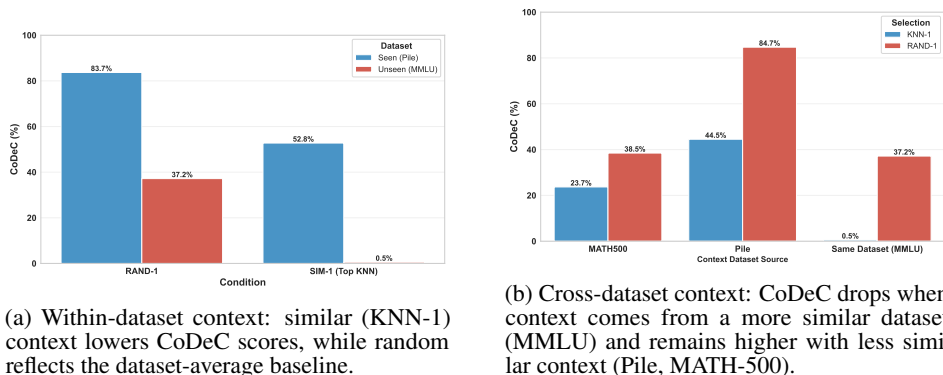 Dataset
Seen (Pile)
Unseen (MMLU)
CoDeC (%)
100
80
60
40
20
0
83.7%
37.2%
52.8%
0.5%
RAND-1
SIM-1 (Top KNN)
Condition
(a) Within-dataset context: similar (KNN-1)
context lowers CoDeC scores, while random
reflects the dataset-average baseline.
Selection
KNN-1
RAND-1
CoDeC (%)
100
80
60
40
20
0
23.7%
38.5%
44.5%
84.7%
0.5%
37.2%
MATH500
Pile
Same Dataset (MMLU)
Context Dataset Source
(b) Cross-dataset context: CoDeC drops when
context comes from a more similar dataset
(MMLU) and remains higher with less simi-
lar context (Pile, MATH-500).